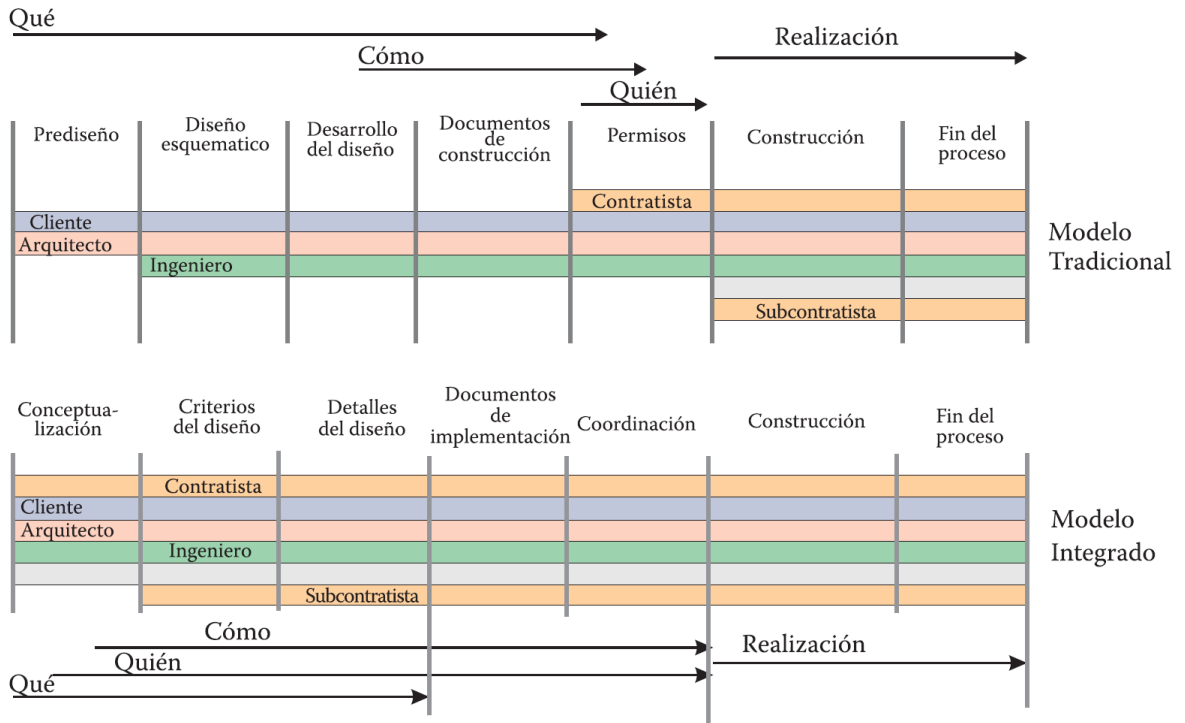 Qué
Cómo
Realización
Quién
Prediseño
Diseño
esquematico
Desarrollo
del diseño
Documentos
de
construcción
Permisos
Construcción
Fin del
proceso
Contratista
Cliente
Arquitecto
Ingeniero
Subcontratista
Modelo
Tradicional
Conceptua-
lización
Criterios
del diseño
Detalles
del diseño
Documentos
de
implementación
Coordinación
Construcción
Fin del
proceso
Contratista
Cliente
Arquitecto
Ingeniero
Subcontratista
Modelo
Integrado
Cómo
Realización
Quién
Qué